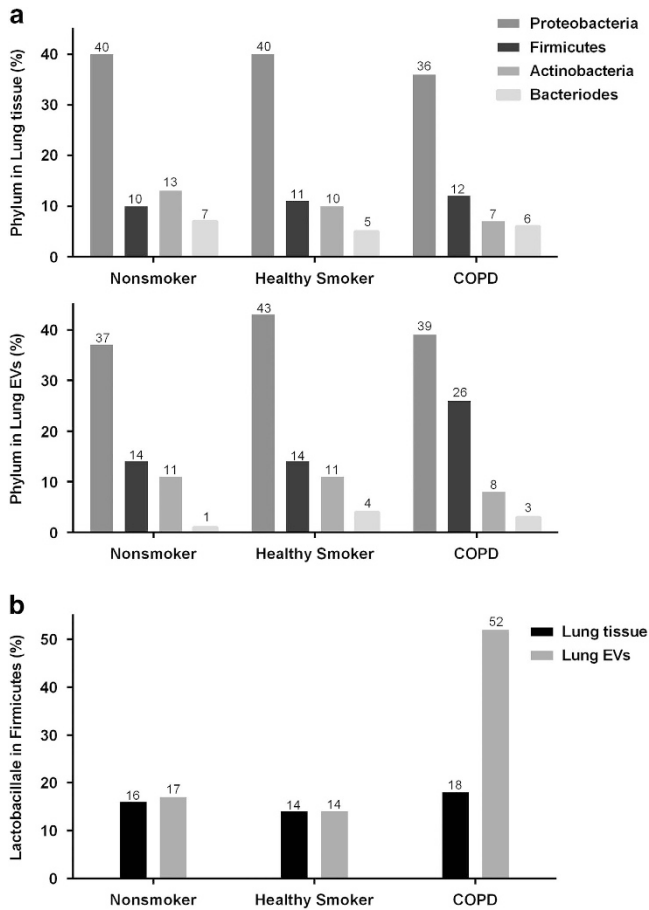 a
Proteobacteria
Firmicutes
Actinobacteria
Bacteriodes
Phylum in Lung tissue (%)
40
30
20
10
0
40
10
13
7
40
11
10
5
36
12
7
6
Nonsmoker
Healthy Smoker
COPD
Phylum in Lung EVs (%)
40
30
20
10
0
37
14
11
1
43
14
11
4
39
26
8
3
Nonsmoker
Healthy Smoker
COPD
b
Lung tissue
Lung EVs
Lactobacillale in Firmicutes (%)
50
40
30
20
10
0
16
17
14
14
18
52
Nonsmoker
Healthy Smoker
COPD